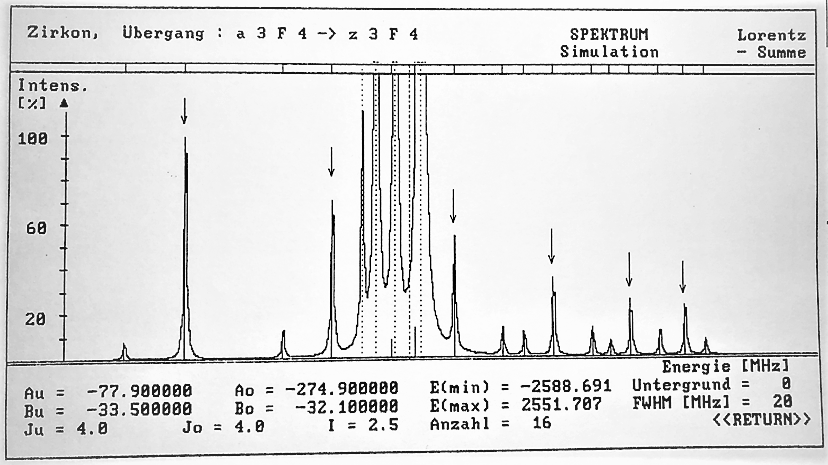 Zirkon, Übergang : a 3 F 4 -> z 3 F 4
SPEKTRUM
Simulation
Lorentz
- Summe
Intens.
[%]
100
60
20
Energie [MHz]
Au = -77.900000 Ao = -274.900000 E(min) = -2588.691 Untergrund = 0
Bu = -33.500000 Bo = -32.100000 E(max) = 2551.707 FWHM [MHz] = 20
Ju = 4.0 Jo = 4.0 I = 2.5 Anzahl = 16 <<RETURN>>